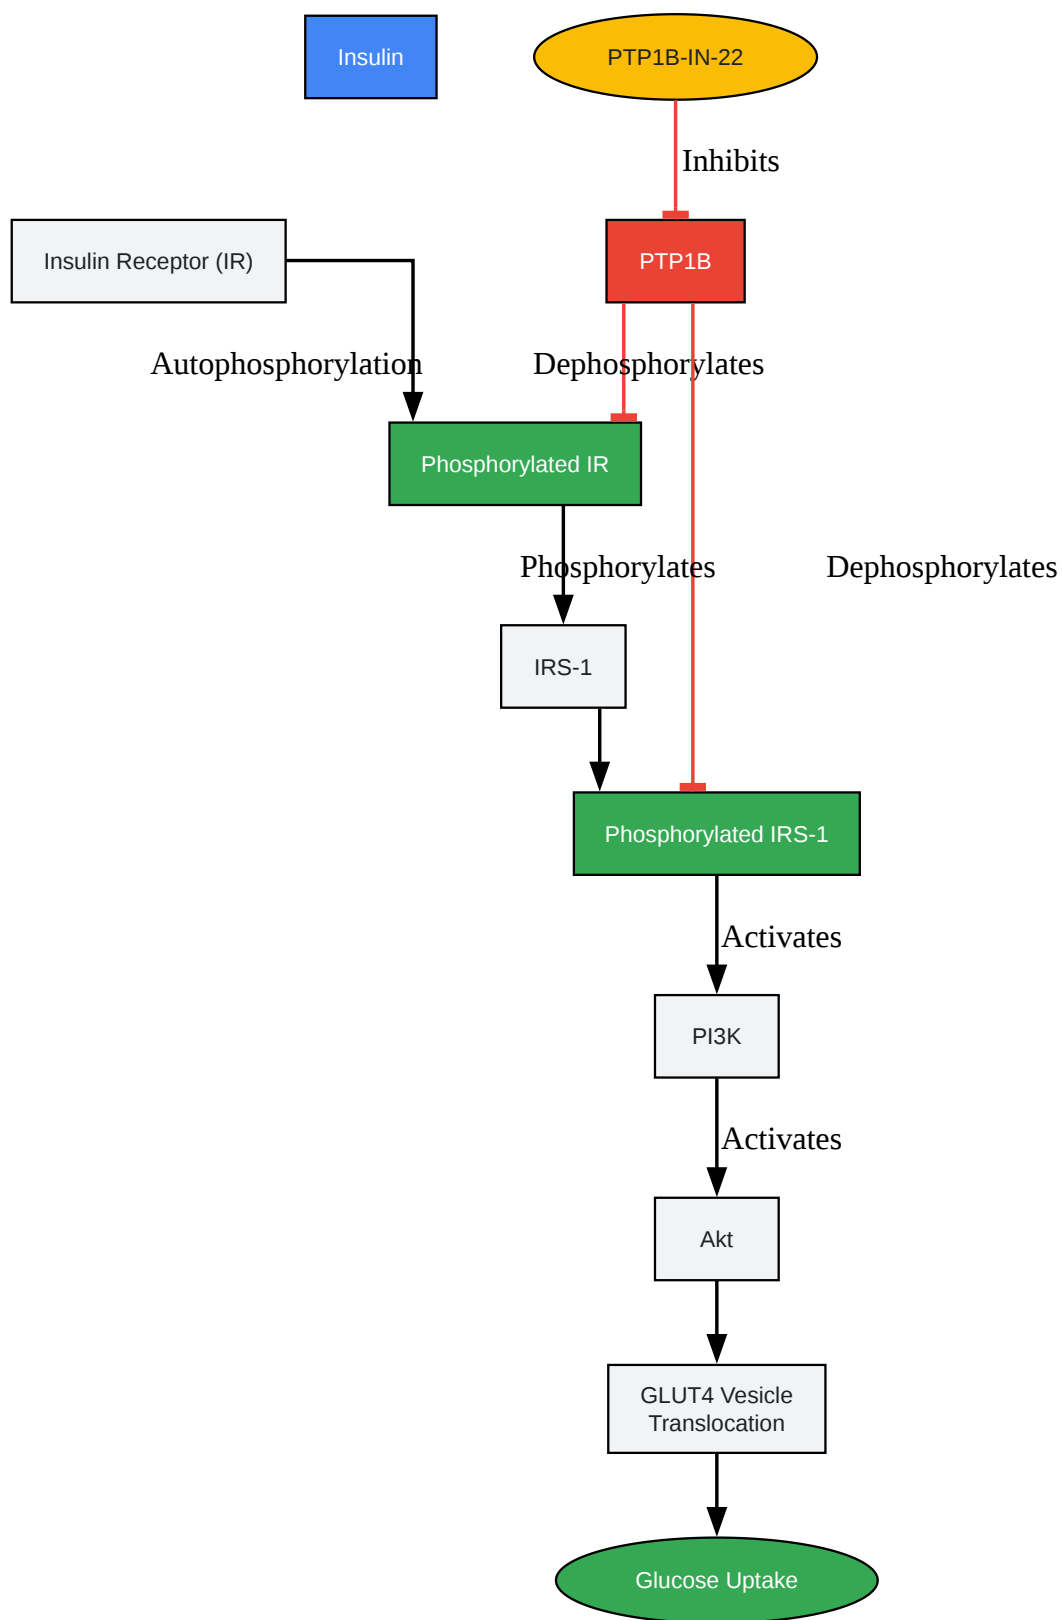 Insulin
PTP1B-IN-22
Inhibits
Insulin Receptor (IR)
PTP1B
Autophosphorylation
Dephosphorylates
Phosphorylated IR
Phosphorylates
Dephosphorylates
IRS-1
Phosphorylated IRS-1
Activates
PI3K
Activates
Akt
GLUT4 Vesicle
Translocation
Glucose Uptake